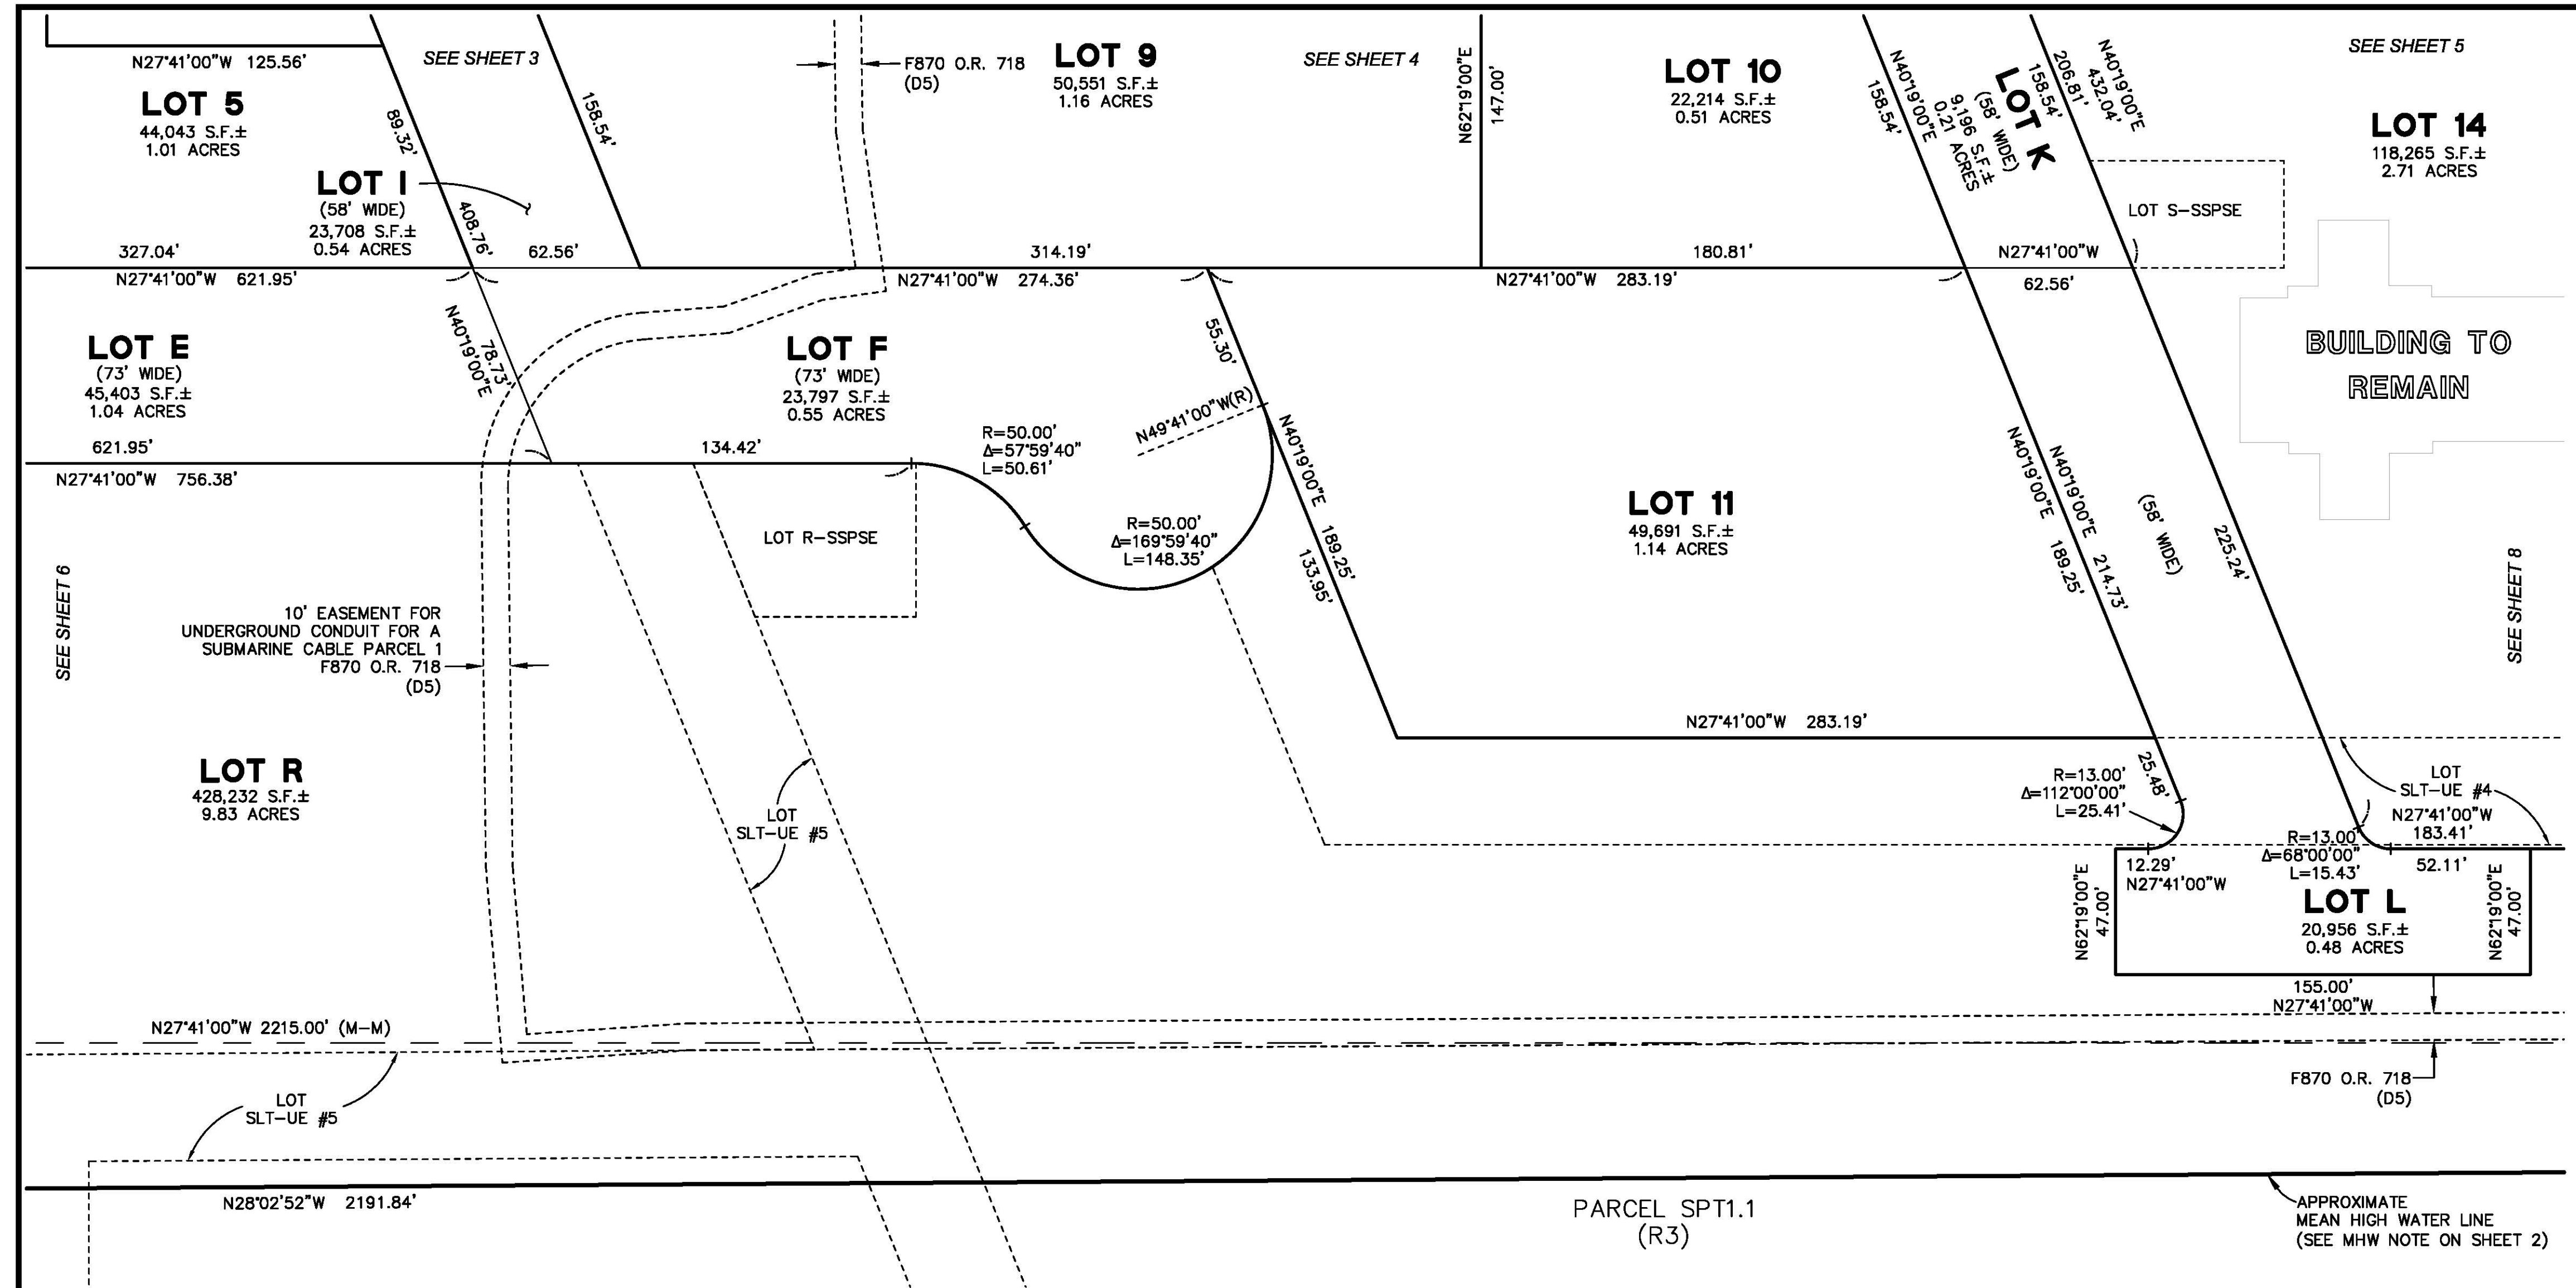 N27°41'00"W 125.56'
SEE SHEET 3
LOT 5
44,043 S.F.±
1.01 ACRES
89.32'
158.54'
LOT I
(58' WIDE)
23,708 S.F.±
0.54 ACRES
408.76'
327.04'
62.56'
N27°41'00"W 621.95'
F870 O.R. 718
(D5)
LOT 9
50,551 S.F.±
1.16 ACRES
SEE SHEET 4
N62°19'00"E
147.00'
314.19'
N27°41'00"W 274.36'
LOT 10
22,214 S.F.±
0.51 ACRES
180.81'
N27°41'00"W 283.19'
N40°19'00"E
158.54'
LOT K
(58' WIDE)
9,196 S.F.±
0.21 ACRES
158.54'
206.81'
N40°19'00"E
432.04'
SEE SHEET 5
LOT 14
118,265 S.F.±
2.71 ACRES
LOT S-SSPSE
N27°41'00"W
62.56'
BUILDING TO
REMAIN
LOT E
(73' WIDE)
45,403 S.F.±
1.04 ACRES
N40°19'00"E
78.73'
621.95'
N27°41'00"W 756.38'
LOT F
(73' WIDE)
23,797 S.F.±
0.55 ACRES
134.42'
R=50.00'
Δ=57°59'40"
L=50.61'
55.30'
N49°41'00"W(R)
R=50.00'
Δ=169°59'40"
L=148.35'
N40°19'00"E 189.25'
133.95'
LOT 11
49,691 S.F.±
1.14 ACRES
N40°19'00"E 189.25'
N40°19'00"E 214.73'
(58' WIDE)
225.24'
SEE SHEET 8
SEE SHEET 6
LOT R-SSPSE
10' EASEMENT FOR
UNDERGROUND CONDUIT FOR A
SUBMARINE CABLE PARCEL 1
F870 O.R. 718
(D5)
N27°41'00"W 283.19'
LOT R
428,232 S.F.±
9.83 ACRES
LOT
SLT-UE #5
25.48'
R=13.00'
Δ=112°00'00"
L=25.41'
LOT
SLT-UE #4
N27°41'00"W
183.41'
R=13.00'
Δ=68°00'00"
L=15.43'
12.29'
N27°41'00"W
52.11'
N62°19'00"E
47.00'
LOT L
20,956 S.F.±
0.48 ACRES
N62°19'00"E
47.00'
155.00'
N27°41'00"W
N27°41'00"W 2215.00' (M-M)
F870 O.R. 718
(D5)
LOT
SLT-UE #5
N28°02'52"W 2191.84'
PARCEL SPT1.1
(R3)
APPROXIMATE
MEAN HIGH WATER LINE
(SEE MHW NOTE ON SHEET 2)